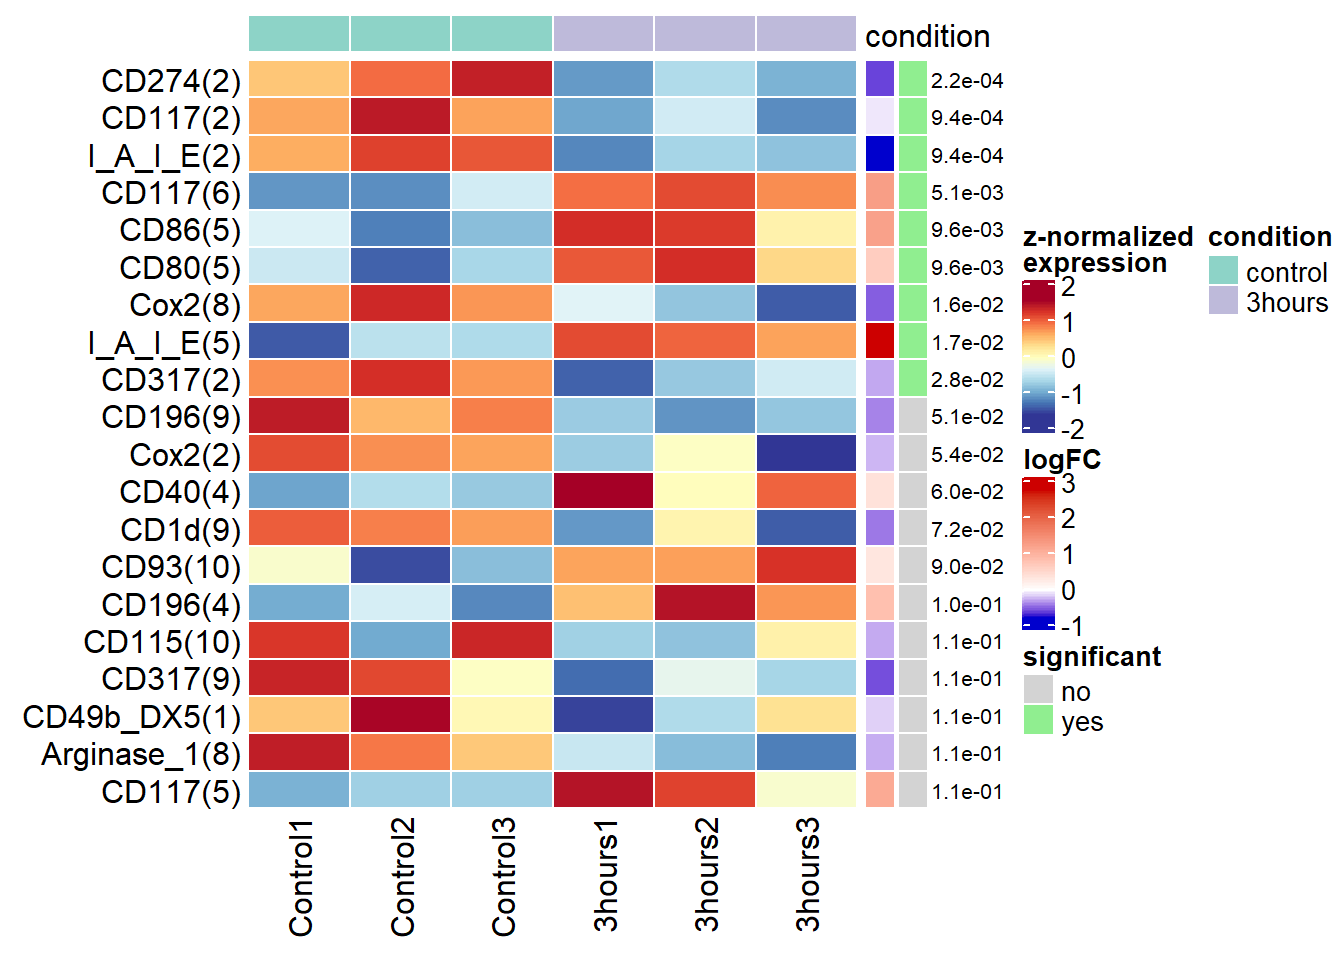 condition
CD274(2) 2.2e-04
CD117(2) 9.4e-04
I_A_I_E(2) 9.4e-04
CD117(6) 5.1e-03
CD86(5) 9.6e-03
CD80(5) 9.6e-03
Cox2(8) 1.6e-02
I_A_I_E(5) 1.7e-02
CD317(2) 2.8e-02
CD196(9) 5.1e-02
Cox2(2) 5.4e-02
CD40(4) 6.0e-02
CD1d(9) 7.2e-02
CD93(10) 9.0e-02
CD196(4) 1.0e-01
CD115(10) 1.1e-01
CD317(9) 1.1e-01
CD49b_DX5(1) 1.1e-01
Arginase_1(8) 1.1e-01
CD117(5) 1.1e-01
Control1
Control2
Control3
3hours1
3hours2
3hours3
z-normalized
expression
2
1
0
-1
-2
logFC
3
2
1
0
-1
significant
no
yes
condition
control
3hours